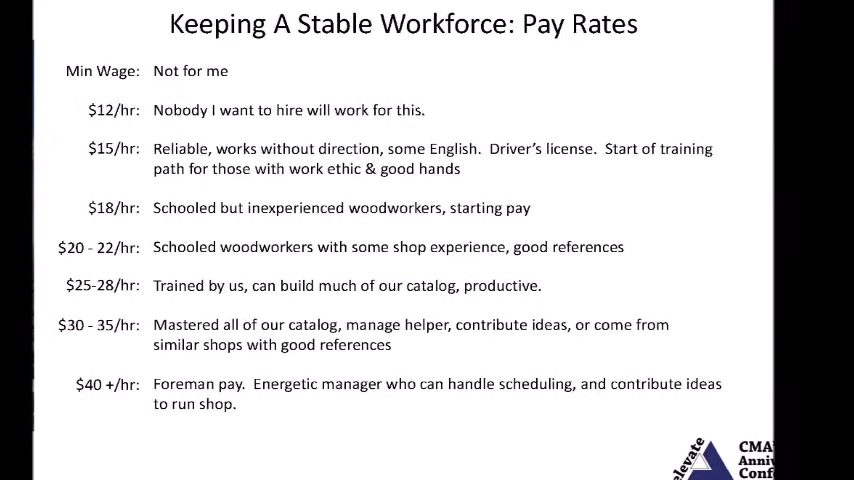 Keeping A Stable Workforce: Pay Rates
Min Wage: Not for me
$12/hr: Nobody I want to hire will work for this.
$15/hr: Reliable, works without direction, some English. Driver's license. Start of training
path for those with work ethic & good hands
$18/hr: Schooled but inexperienced woodworkers, starting pay
$20 - 22/hr: Schooled woodworkers with some shop experience, good references
$25-28/hr: Trained by us, can build much of our catalog, productive.
$30 - 35/hr: Mastered all of our catalog, manage helper, contribute ideas, or come from
similar shops with good references
$40 +/hr: Foreman pay. Energetic manager who can handle scheduling, and contribute ideas
to run shop.
elevate
CMA
Anniv
Conf